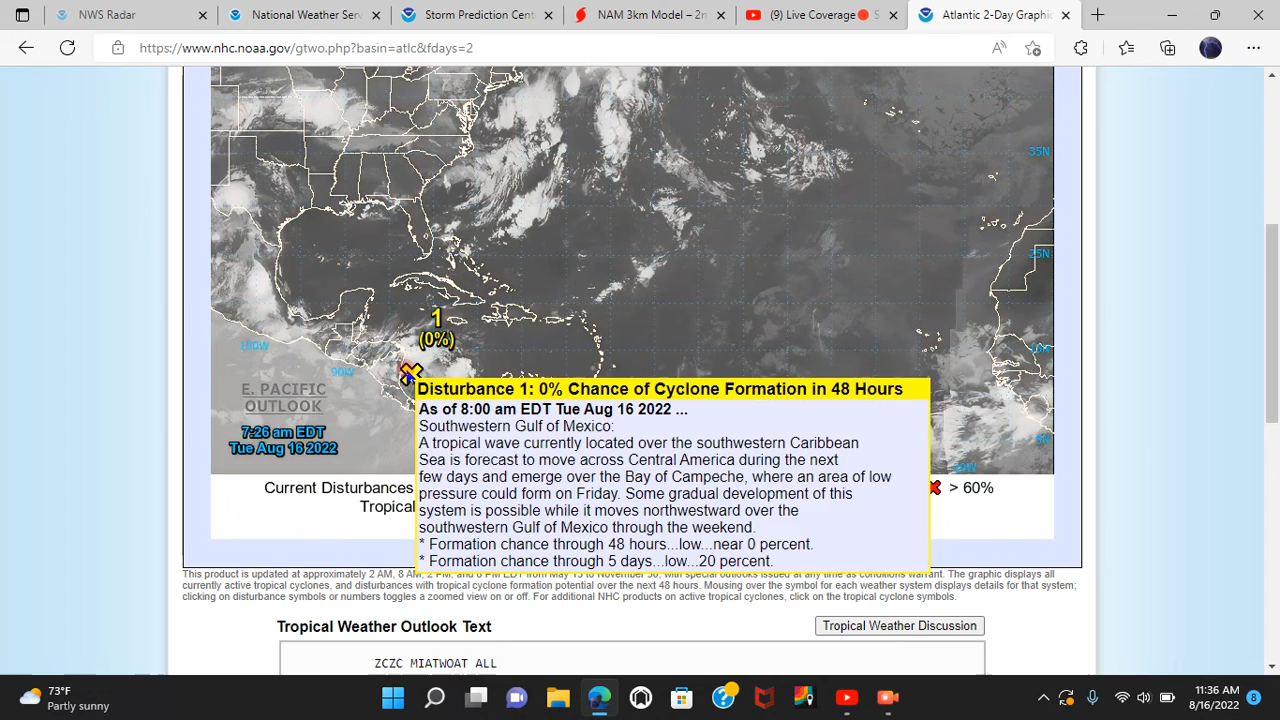 NWS Radar
National Weather Serv
Storm Prediction Cent
NAM 3km Model – 2m
(9) Live Coverage S
Atlantic 2-Day Graphic
https://www.nhc.noaa.gov/gtwo.php?basin=atlc&fdays=2
35N
25N
1
(0%)
100W
90W
E. PACIFIC
OUTLOOK
7:26 am EDT
Tue Aug 16 2022
Disturbance 1: 0% Chance of Cyclone Formation in 48 Hours
As of 8:00 am EDT Tue Aug 16 2022 ...
Southwestern Gulf of Mexico:
A tropical wave currently located over the southwestern Caribbean
Sea is forecast to move across Central America during the next
few days and emerge over the Bay of Campeche, where an area of low
pressure could form on Friday. Some gradual development of this
system is possible while it moves northwestward over the
southwestern Gulf of Mexico through the weekend.
* Formation chance through 48 hours...low...near 0 percent.
* Formation chance through 5 days...low...20 percent.
Current Disturbances
> 60%
Tropical
This product is updated at approximately 2 AM, 8 AM, 2 PM, and 8 PM EDT from May 15 to November 30, with special outlooks issued at any time as conditions warrant. The graphic displays all
currently active tropical cyclones, and disturbances with tropical cyclone formation potential over the next 48 hours. Mousing over the symbol for each weather system displays details for that system;
clicking on disturbance symbols or numbers toggles a zoomed view on or off. For additional NHC products on active tropical cyclones, click on the tropical cyclone symbols.
Tropical Weather Outlook Text
Tropical Weather Discussion
ZCZC MIATWOAT ALL
73°F
Partly sunny
11:36 AM
8/16/2022
8